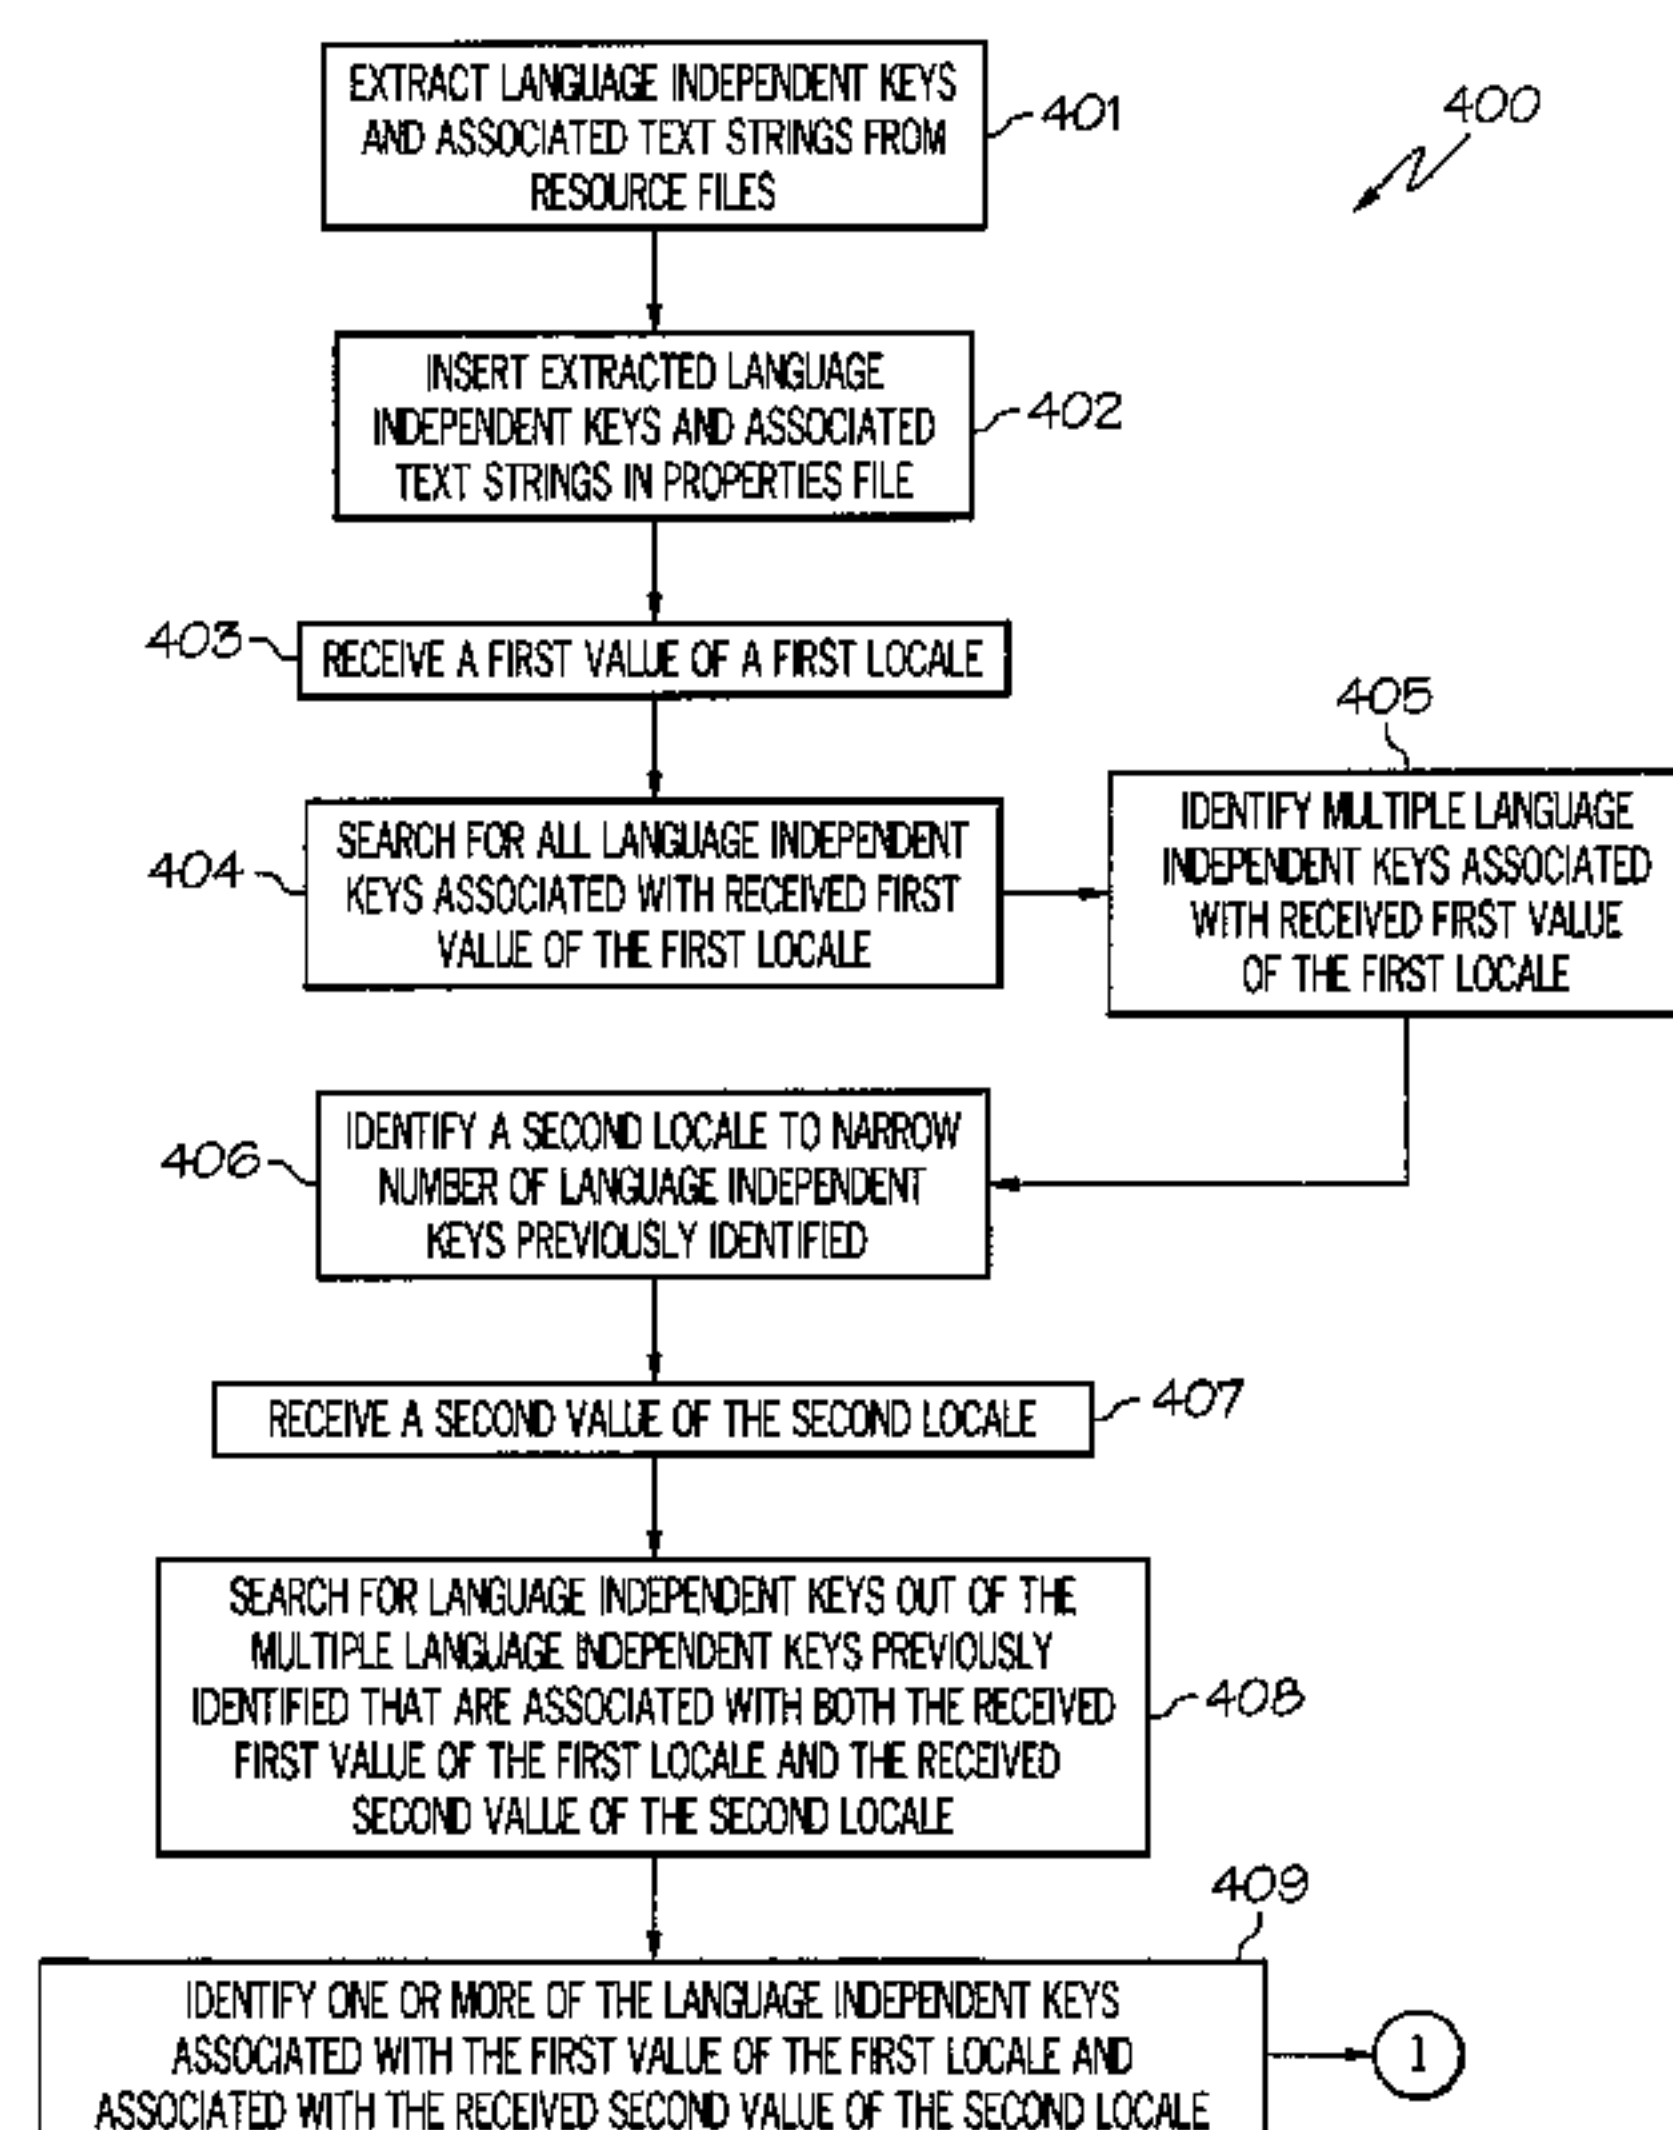 EXTRACT LANGUAGE INDEPENDENT KEYS
AND ASSOCIATED TEXT STRINGS FROM
RESOURCE FILES
401
400
INSERT EXTRACTED LANGUAGE
INDEPENDENT KEYS AND ASSOCIATED
TEXT STRINGS IN PROPERTIES FILE
402
403
RECEIVE A FIRST VALUE OF A FIRST LOCALE
404
SEARCH FOR ALL LANGUAGE INDEPENDENT
KEYS ASSOCIATED WITH RECEIVED FIRST
VALUE OF THE FIRST LOCALE
405
IDENTIFY MULTIPLE LANGUAGE
INDEPENDENT KEYS ASSOCIATED
WITH RECEIVED FIRST VALUE
OF THE FIRST LOCALE
406
IDENTIFY A SECOND LOCALE TO NARROW
NUMBER OF LANGUAGE INDEPENDENT
KEYS PREVIOUSLY IDENTIFIED
RECEIVE A SECOND VALUE OF THE SECOND LOCALE
407
SEARCH FOR LANGUAGE INDEPENDENT KEYS OUT OF THE
MULTIPLE LANGUAGE INDEPENDENT KEYS PREVIOUSLY
IDENTIFIED THAT ARE ASSOCIATED WITH BOTH THE RECEIVED
FIRST VALUE OF THE FIRST LOCALE AND THE RECEIVED
SECOND VALUE OF THE SECOND LOCALE
408
409
IDENTIFY ONE OR MORE OF THE LANGUAGE INDEPENDENT KEYS
ASSOCIATED WITH THE FIRST VALUE OF THE FIRST LOCALE AND
ASSOCIATED WITH THE RECEIVED SECOND VALUE OF THE SECOND LOCALE
1